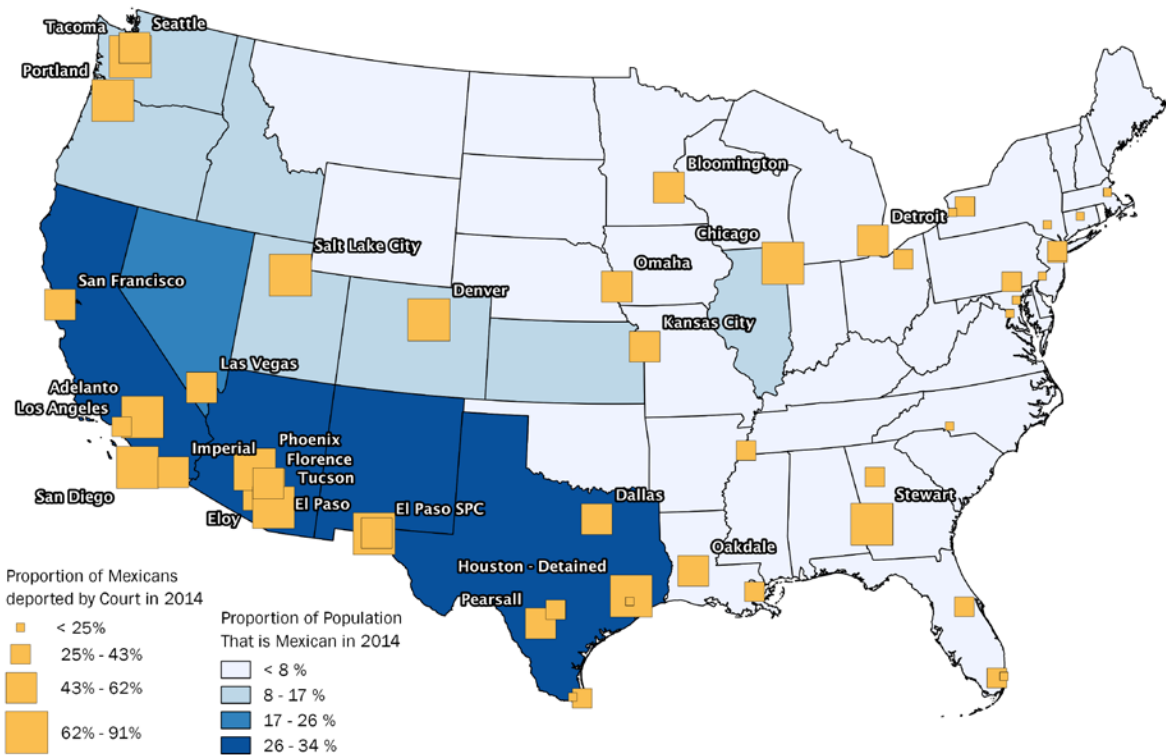 Tacoma
Seattle
Portland
Bloomington
Detroit
Chicago
Salt Lake City
Omaha
San Francisco
Denver
Kansas City
Las Vegas
Adelanto
Los Angeles
Phoenix
Imperial
Florence
Tucson
San Diego
Dallas
El Paso
El Paso SPC
Stewart
Eloy
Oakdale
Houston - Detained
Pearsall
Proportion of Mexicans
deported by Court in 2014
< 25%
25% - 43%
43% - 62%
62% - 91%
Proportion of Population
That is Mexican in 2014
< 8 %
8 - 17 %
17 - 26 %
26 - 34 %